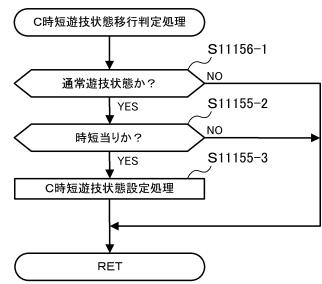 C時短遊技状態移行判定処理
S11156-1
通常遊技状態か？
NO
YES
S11155-2
時短当りか？
NO
YES
S11155-3
C時短遊技状態設定処理
RET